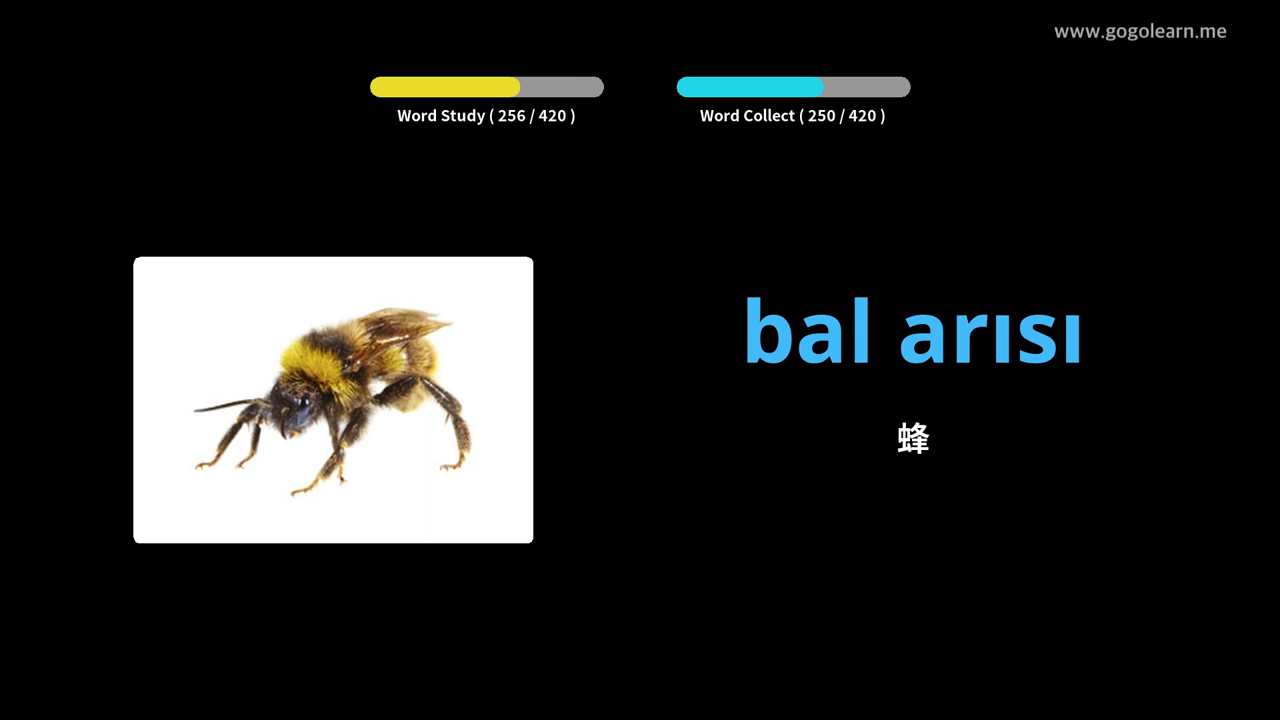 www.gogolearn.me
Word Study ( 256 / 420 )
Word Collect ( 250 / 420 )
bal arısı
蜂